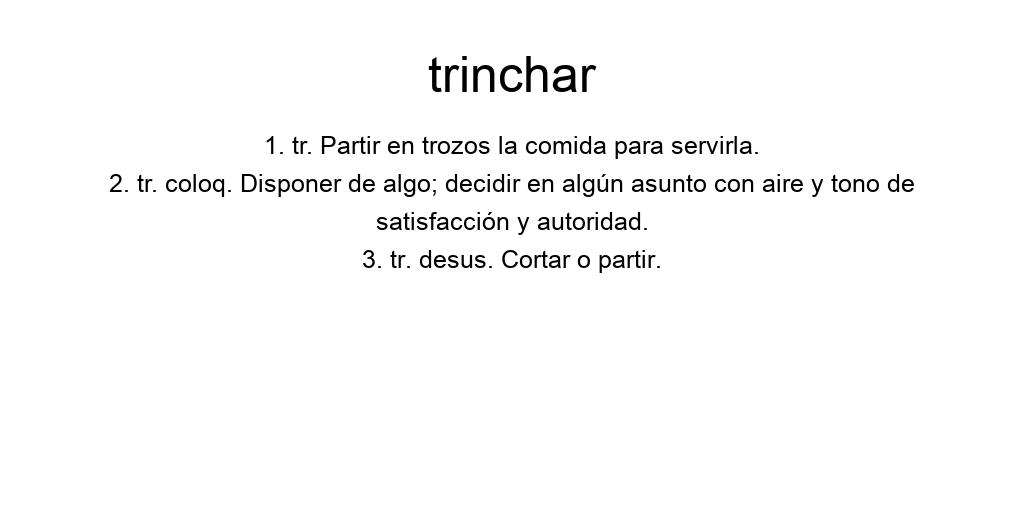 trinchar
1. tr. Partir en trozos la comida para servirla.
2. tr. coloq. Disponer de algo; decidir en algún asunto con aire y tono de
satisfacción y autoridad.
3. tr. desus. Cortar o partir.